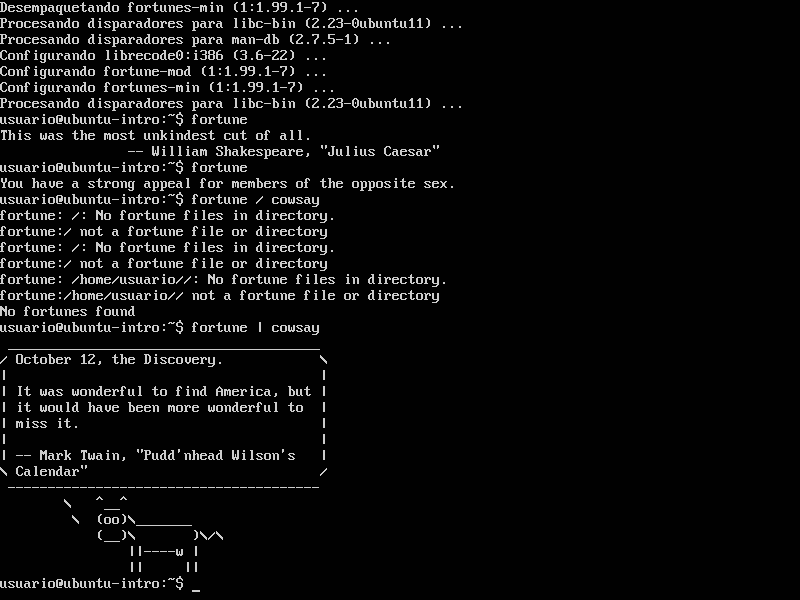 Desempaquetando fortunes-min (1:1.99.1-7) ...
Procesando disparadores para libc-bin (2.23-0ubuntu11) ...
Procesando disparadores para man-db (2.7.5-1) ...
Configurando librecode0:i386 (3.6-22) ...
Configurando fortune-mod (1:1.99.1-7) ...
Configurando fortunes-min (1:1.99.1-7) ...
Procesando disparadores para libc-bin (2.23-0ubuntu11) ...
usuario@ubuntu-intro:~$ fortune
This was the most unkindest cut of all.
                -- William Shakespeare, "Julius Caesar"
usuario@ubuntu-intro:~$ fortune
You have a strong appeal for members of the opposite sex.
usuario@ubuntu-intro:~$ fortune / cowsay
fortune: /: No fortune files in directory.
fortune:/ not a fortune file or directory
fortune: /: No fortune files in directory.
fortune:/ not a fortune file or directory
fortune: /home/usuario//: No fortune files in directory.
fortune:/home/usuario// not a fortune file or directory
No fortunes found
usuario@ubuntu-intro:~$ fortune | cowsay
 _______________________________________
/ October 12, the Discovery.            \
|                                       |
| It was wonderful to find America, but |
| it would have been more wonderful to  |
| miss it.                              |
|                                       |
| -- Mark Twain, "Pudd'nhead Wilson's   |
\ Calendar"                             /
 ---------------------------------------
        \   ^__^
         \  (oo)\_______
            (__)\       )\/\
                ||----w |
                ||     ||
usuario@ubuntu-intro:~$ _